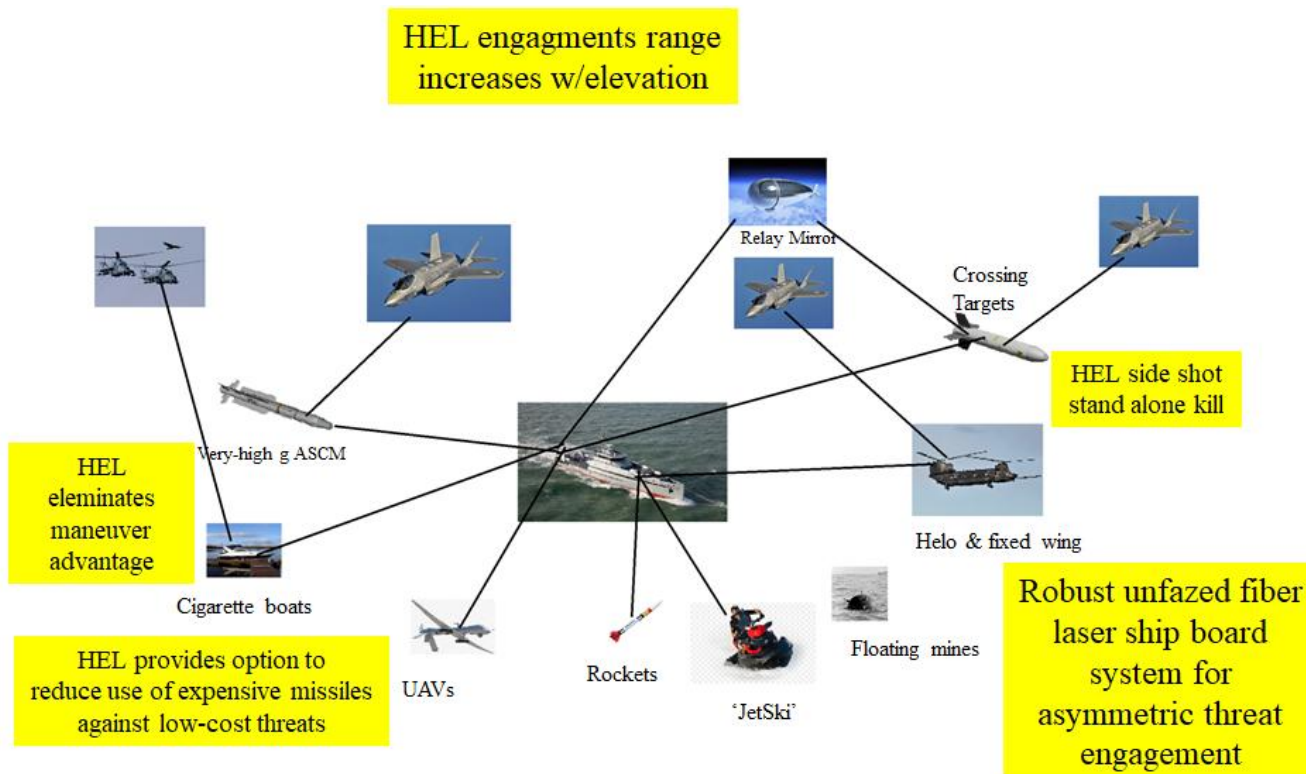 HEL engagments range
increases w/elevation
Relay Mirror
Crossing
Targets
HEL side shot
stand alone kill
Very-high g ASCM
HEL
eleminates
maneuver
advantage
Helo & fixed wing
Cigarette boats
Robust unfazed fiber
laser ship board
system for
asymmetric threat
engagement
Floating mines
HEL provides option to
reduce use of expensive missiles
against low-cost threats
UAVs
Rockets
‘JetSki’